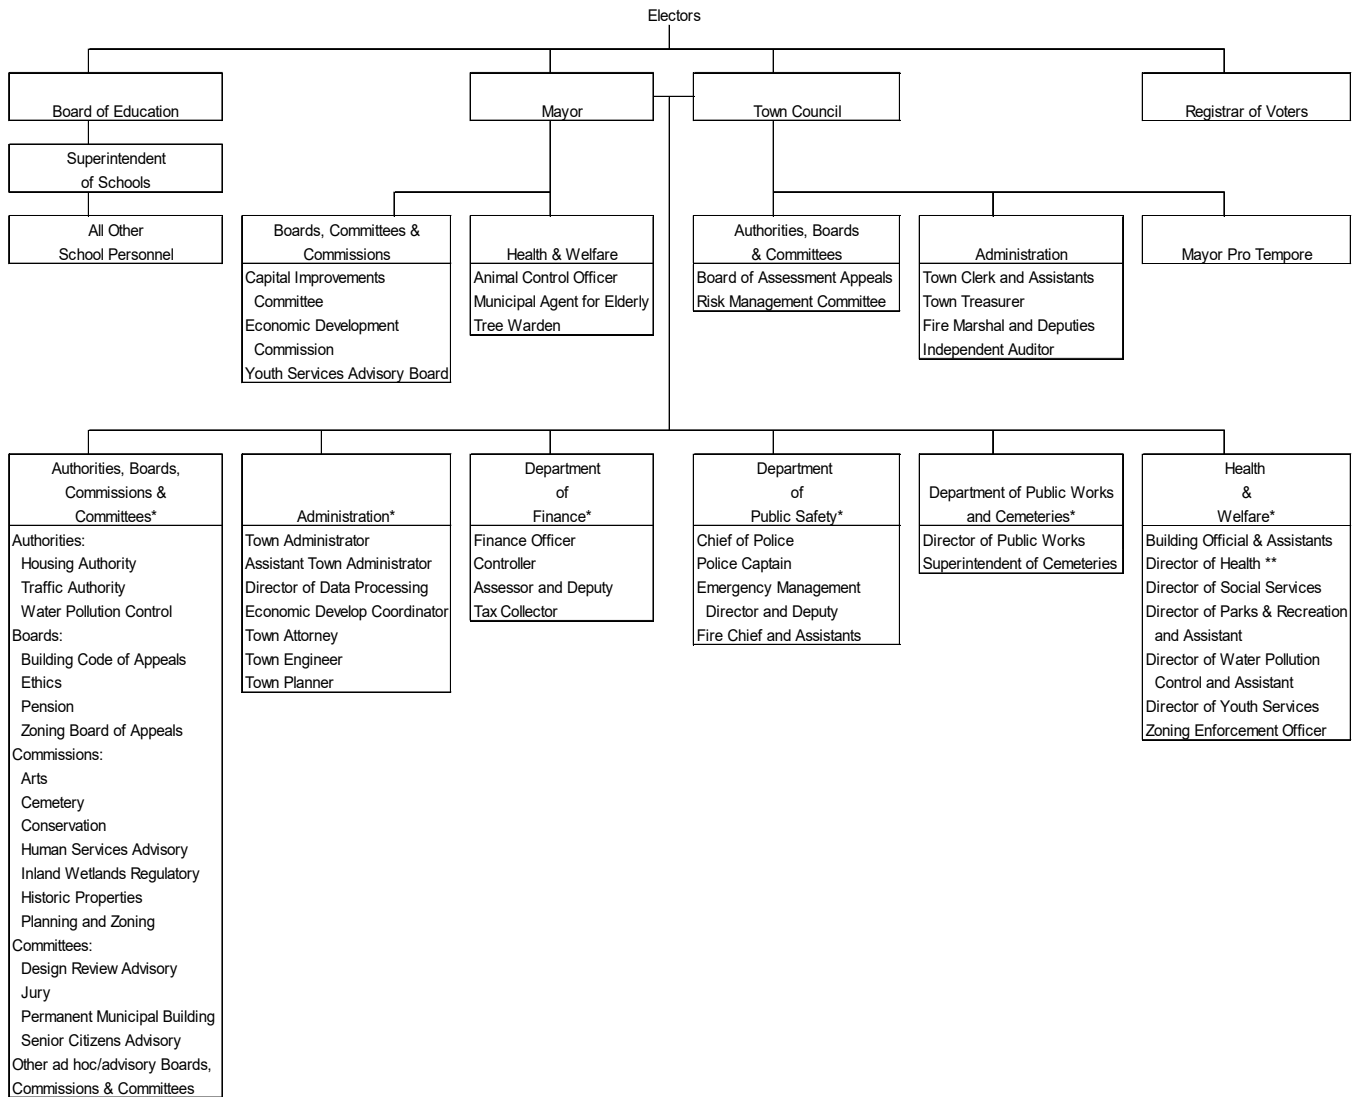 Electors
Board of Education
Mayor
Town Council
Registrar of Voters
Superintendent
of Schools
All Other
School Personnel
Boards, Committees &
Commissions
Capital Improvements
Committee
Economic Development
Commission
Youth Services Advisory Board
Health & Welfare
Animal Control Officer
Municipal Agent for Elderly
Tree Warden
Authorities, Boards
& Committees
Board of Assessment Appeals
Risk Management Committee
Administration
Town Clerk and Assistants
Town Treasurer
Fire Marshal and Deputies
Independent Auditor
Mayor Pro Tempore
Authorities, Boards,
Commissions &
Committees*
Authorities:
Housing Authority
Traffic Authority
Water Pollution Control
Boards:
Building Code of Appeals
Ethics
Pension
Zoning Board of Appeals
Commissions:
Arts
Cemetery
Conservation
Human Services Advisory
Inland Wetlands Regulatory
Historic Properties
Planning and Zoning
Committees:
Design Review Advisory
Jury
Permanent Municipal Building
Senior Citizens Advisory
Other ad hoc/advisory Boards,
Commissions & Committees
Administration*
Town Administrator
Assistant Town Administrator
Director of Data Processing
Economic Develop Coordinator
Town Attorney
Town Engineer
Town Planner
Department
of
Finance*
Finance Officer
Controller
Assessor and Deputy
Tax Collector
Department
of
Public Safety*
Chief of Police
Police Captain
Emergency Management
Director and Deputy
Fire Chief and Assistants
Department of Public Works
and Cemeteries*
Director of Public Works
Superintendent of Cemeteries
Health
&
Welfare*
Building Official & Assistants
Director of Health **
Director of Social Services
Director of Parks & Recreation
and Assistant
Director of Water Pollution
Control and Assistant
Director of Youth Services
Zoning Enforcement Officer